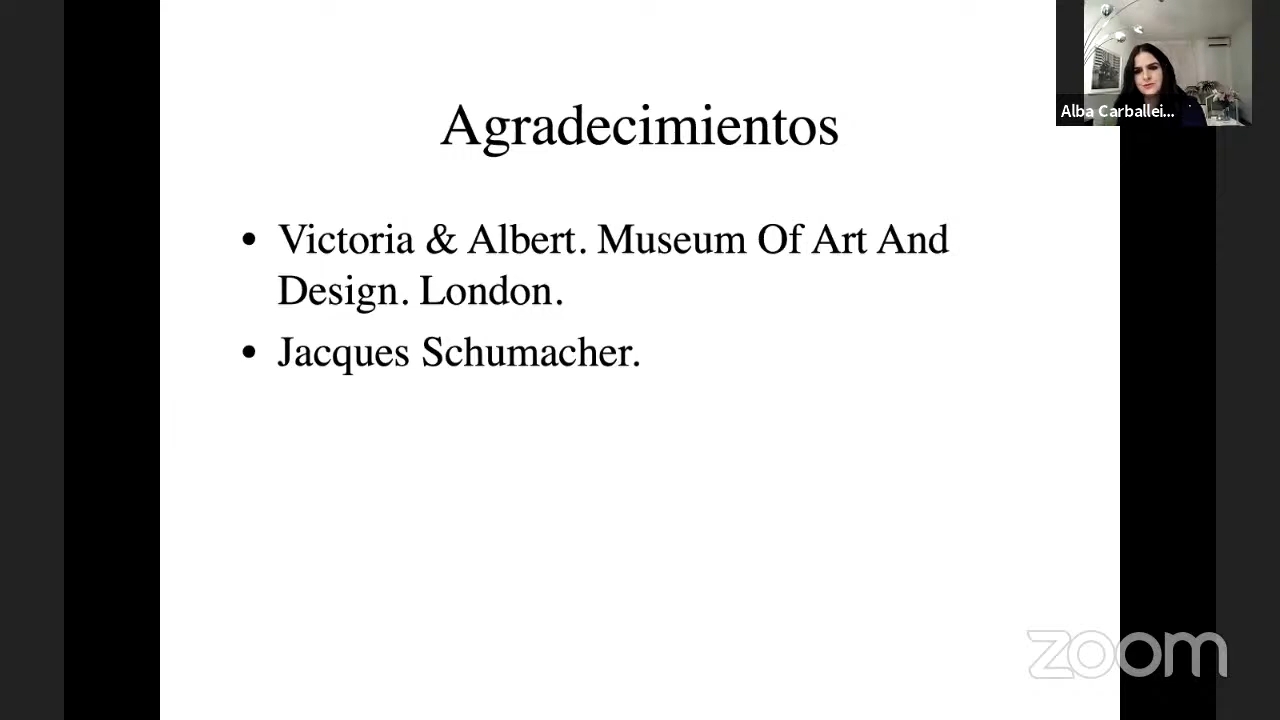 Alba Carballei...
Agradecimientos
• Victoria & Albert. Museum Of Art And
Design. London.
• Jacques Schumacher.
zoom